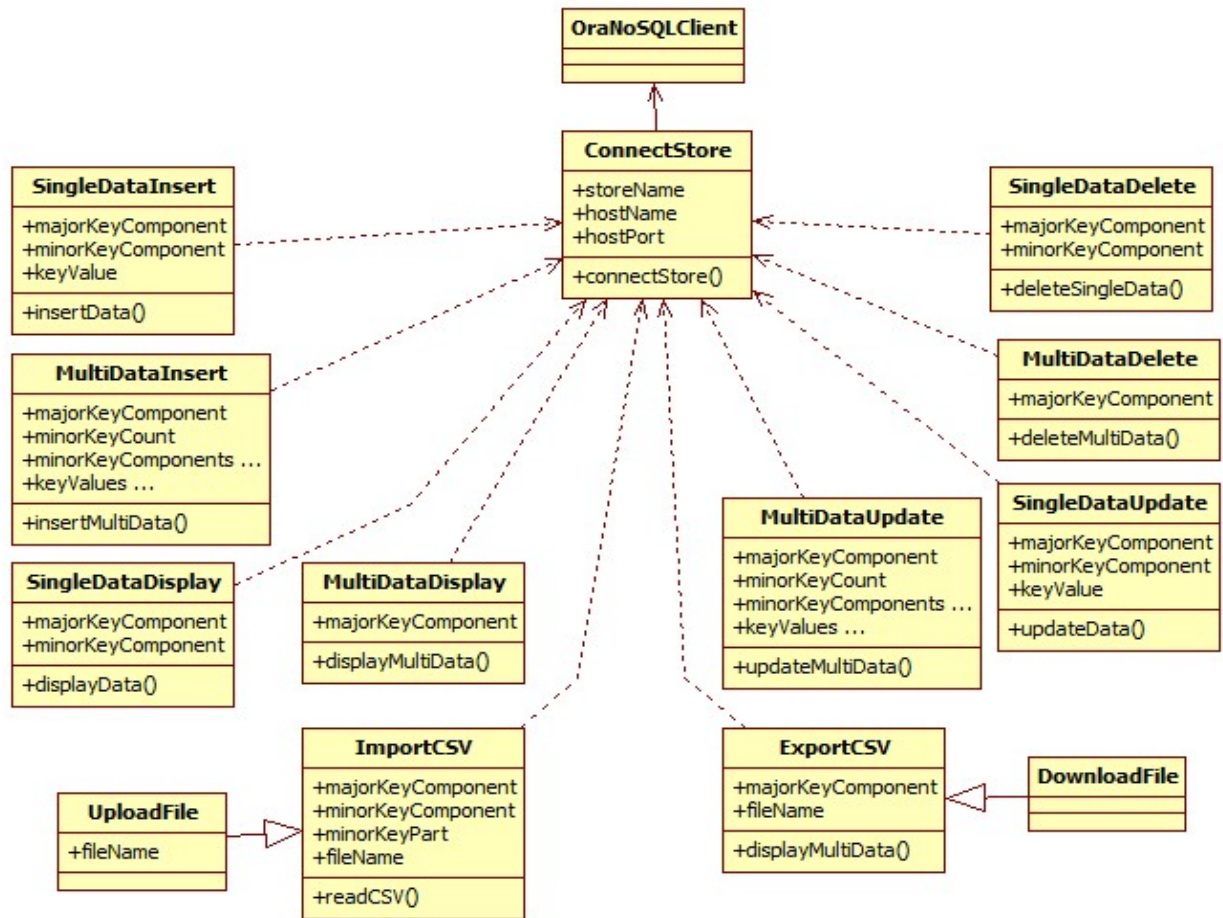 OraNoSQLClient
ConnectStore
+storeName
+hostName
+hostPort
+connectStore()
SingleDataInsert
+majorKeyComponent
+minorKeyComponent
+keyValue
+insertData()
SingleDataDelete
+majorKeyComponent
+minorKeyComponent
+deleteSingleData()
MultiDataInsert
+majorKeyComponent
+minorKeyCount
+minorKeyComponents ...
+keyValues ...
+insertMultiData()
MultiDataDelete
+majorKeyComponent
+deleteMultiData()
SingleDataUpdate
+majorKeyComponent
+minorKeyComponent
+keyValue
+updateData()
MultiDataUpdate
+majorKeyComponent
+minorKeyCount
+minorKeyComponents ...
+keyValues ...
+updateMultiData()
SingleDataDisplay
+majorKeyComponent
+minorKeyComponent
+displayData()
MultiDataDisplay
+majorKeyComponent
+displayMultiData()
ImportCSV
+majorKeyComponent
+minorKeyComponent
+minorKeyPart
+fileName
+readCSV()
UploadFile
+fileName
ExportCSV
+majorKeyComponent
+fileName
+displayMultiData()
DownloadFile